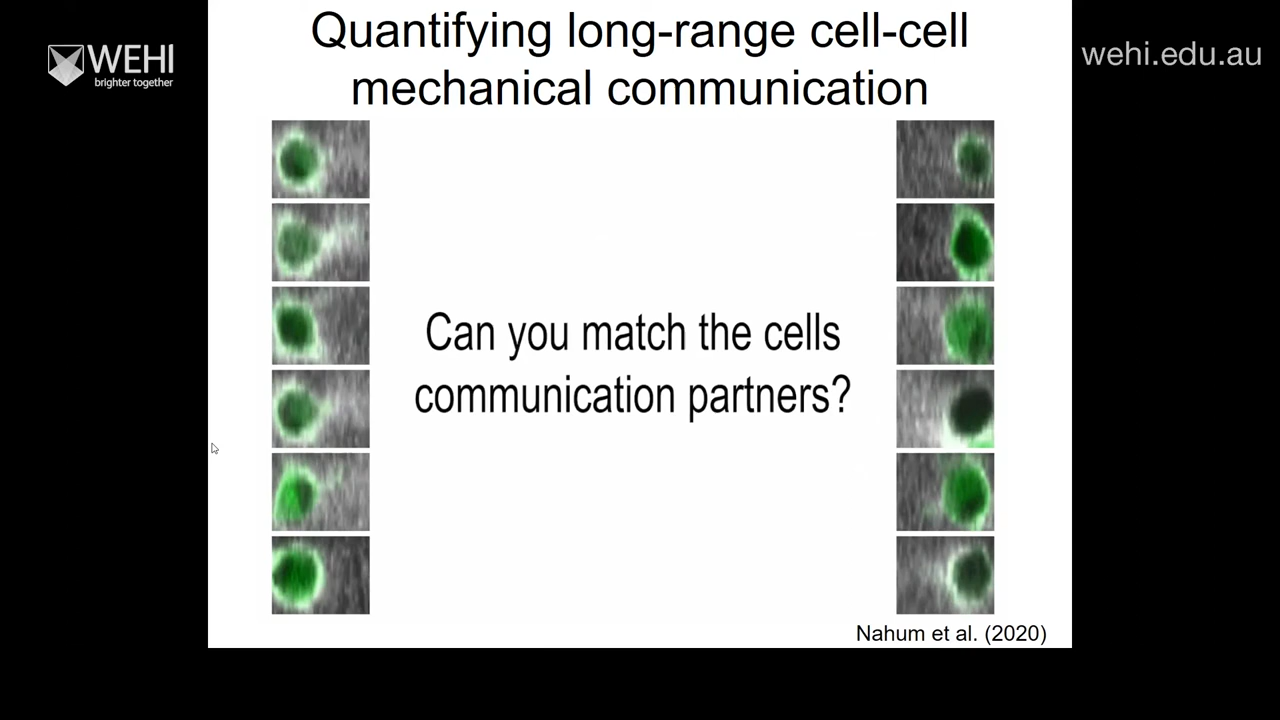 Quantifying long-range cell-cell
mechanical communication
WEHI
brighter together
wehi.edu.au
Can you match the cells
communication partners?
Nahum et al. (2020)